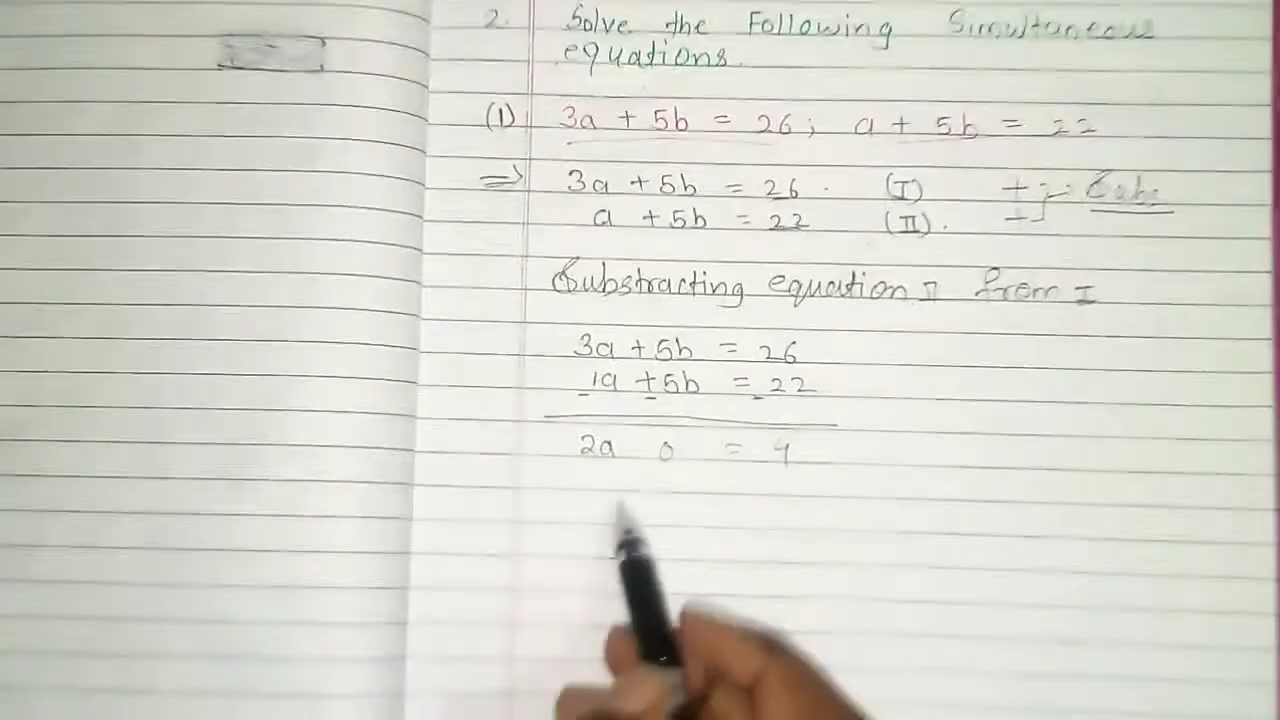 2. Solve the Following Simultaneous
equations.
(1) 3a + 5b = 26; a + 5b = 22
⇒ 3a + 5b = 26. (I) +
a + 5b = 22 (II). +
Substracting equation II from I
3a + 5b = 26
1a + 5b = 22
- - -
2a 0 = 4